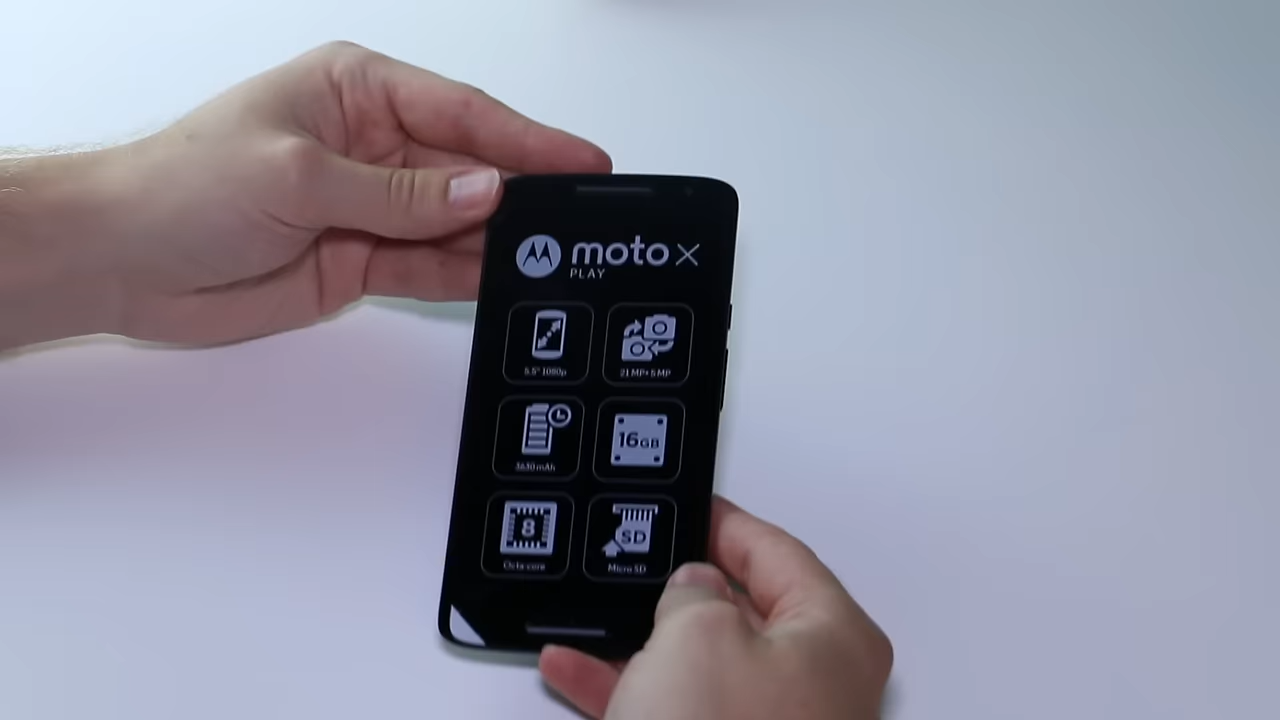 moto X
PLAY
5.5" 1080p
21 MP+5 MP
3630 mAh
16GB
8
Octa-core
SD
Micro SD